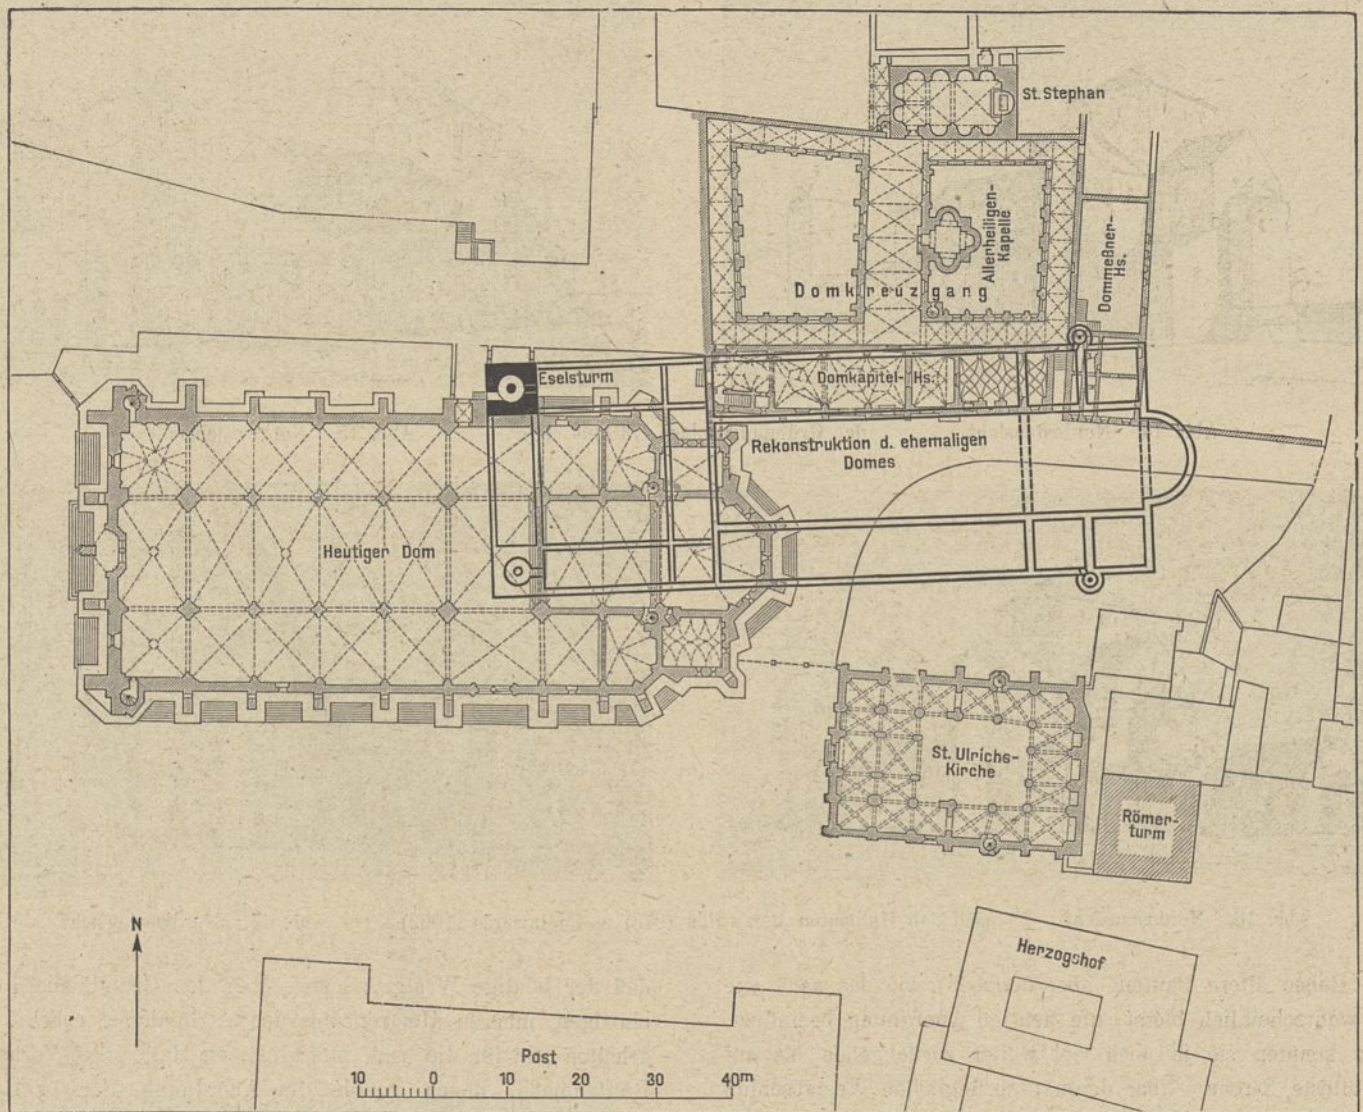 St. Stephan
Allerheiligen-
Kapelle
Dommeßner-
Hs.
Domkreuzgang
Eselsturm
Domkapitel-Hs.
Rekonstruktion d. ehemaligen
Domes
Heutiger Dom
St. Ulrichs-
Kirche
Römer-
turm
N
Herzogshof
Post
10 0 10 20 30 40m